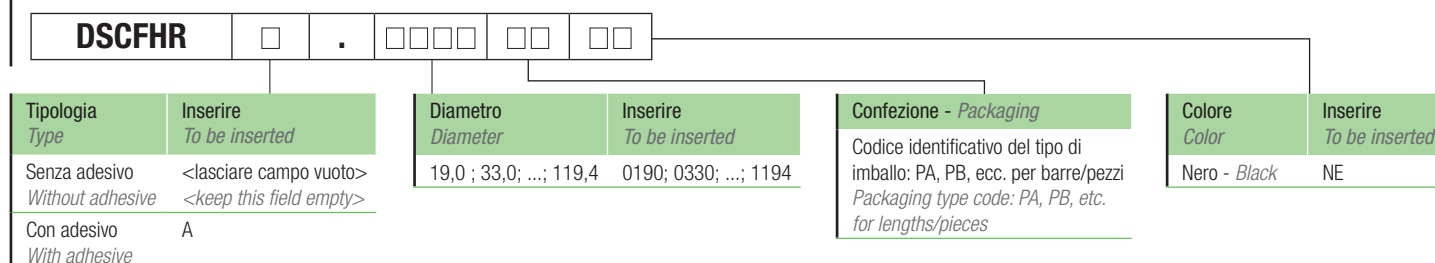 DSCFHR □ . □□□□ □□ □□
Tipologia Inserire
Type To be inserted
Senza adesivo <lasciare campo vuoto>
Without adhesive <keep this field empty>
Con adesivo A
With adhesive
Diametro Inserire
Diameter To be inserted
19,0 ; 33,0; ...; 119,4 0190; 0330; ...; 1194
Confezione - Packaging
Codice identificativo del tipo di
imballo: PA, PB, ecc. per barre/pezzi
Packaging type code: PA, PB, etc.
for lengths/pieces
Colore Inserire
Color To be inserted
Nero - Black NE